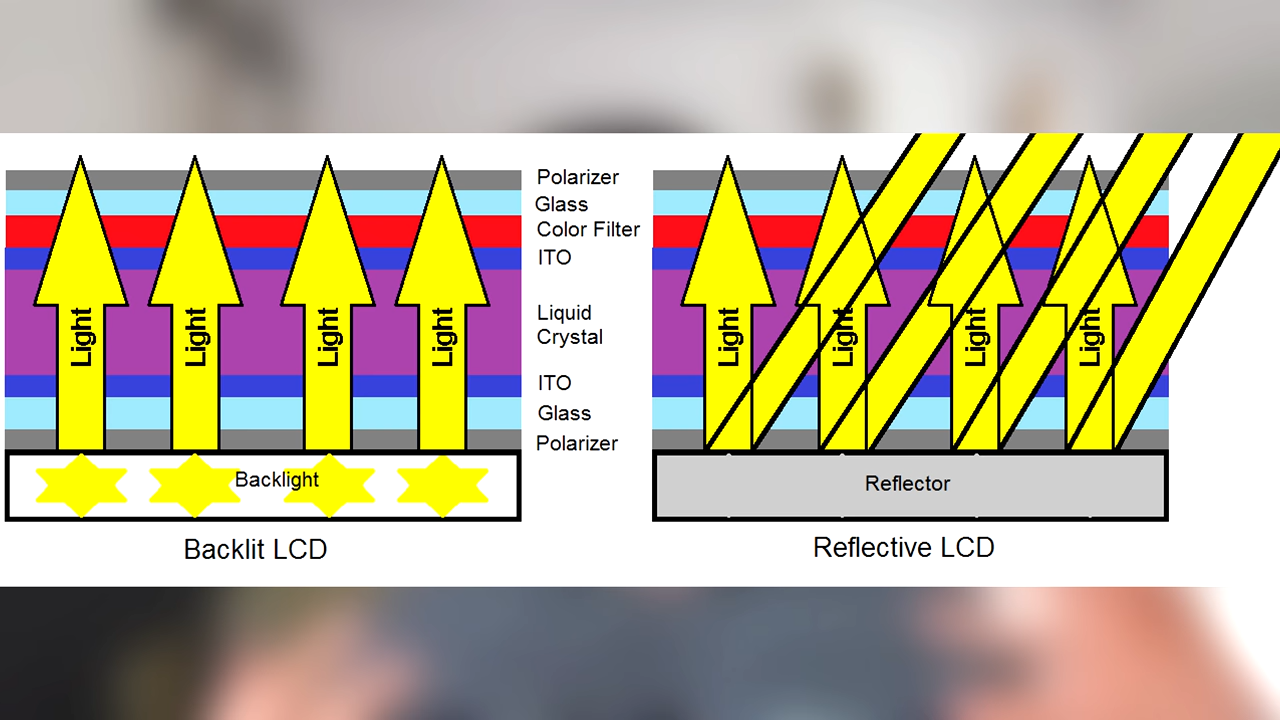 Polarizer
Glass
Color Filter
ITO
Liquid
Crystal
ITO
Glass
Polarizer
Light
Light
Light
Light
Backlight
Backlit LCD
Light
Light
Light
Light
Reflector
Reflective LCD